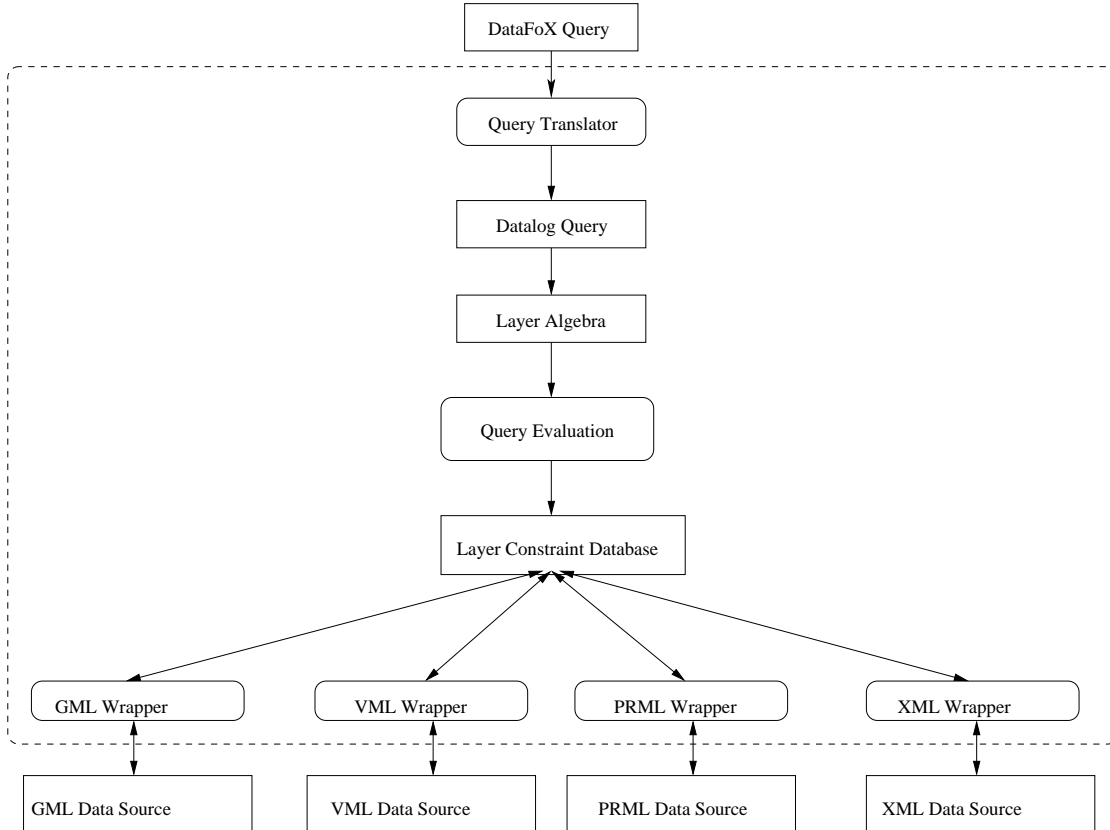 DataFoX Query
Query Translator
Datalog Query
Layer Algebra
Query Evaluation
Layer Constraint Database
GML Wrapper
VML Wrapper
PRML Wrapper
XML Wrapper
GML Data Source
VML Data Source
PRML Data Source
XML Data Source